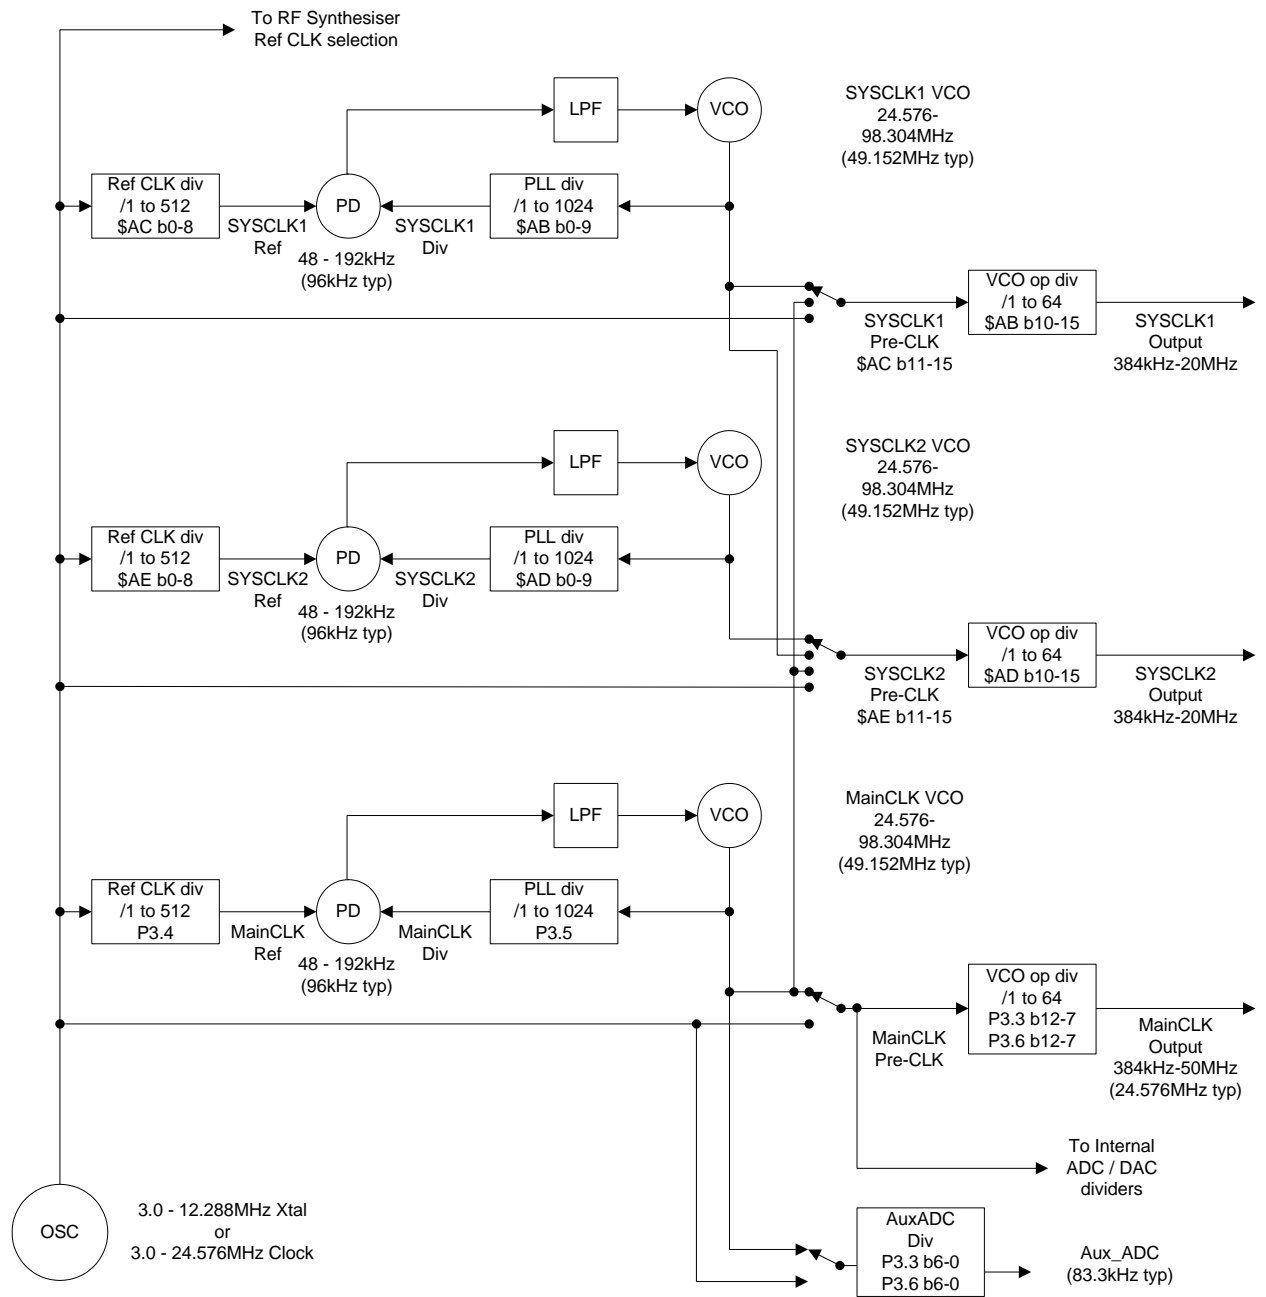 To RF Synthesiser
Ref CLK selection
LPF
VCO
SYSCLK1 VCO
24.576-
98.304MHz
(49.152MHz typ)
Ref CLK div
/1 to 512
$AC b0-8
SYSCLK1
Ref
PD
48 - 192kHz
(96kHz typ)
SYSCLK1
Div
PLL div
/1 to 1024
$AB b0-9
SYSCLK1
Pre-CLK
$AC b11-15
VCO op div
/1 to 64
$AB b10-15
SYSCLK1
Output
384kHz-20MHz
LPF
VCO
SYSCLK2 VCO
24.576-
98.304MHz
(49.152MHz typ)
Ref CLK div
/1 to 512
$AE b0-8
SYSCLK2
Ref
PD
48 - 192kHz
(96kHz typ)
SYSCLK2
Div
PLL div
/1 to 1024
$AD b0-9
SYSCLK2
Pre-CLK
$AE b11-15
VCO op div
/1 to 64
$AD b10-15
SYSCLK2
Output
384kHz-20MHz
LPF
VCO
MainCLK VCO
24.576-
98.304MHz
(49.152MHz typ)
Ref CLK div
/1 to 512
P3.4
MainCLK
Ref
PD
48 - 192kHz
(96kHz typ)
MainCLK
Div
PLL div
/1 to 1024
P3.5
MainCLK
Pre-CLK
VCO op div
/1 to 64
P3.3 b12-7
P3.6 b12-7
MainCLK
Output
384kHz-50MHz
(24.576MHz typ)
To Internal
ADC / DAC
dividers
OSC
3.0 - 12.288MHz Xtal
or
3.0 - 24.576MHz Clock
AuxADC
Div
P3.3 b6-0
P3.6 b6-0
Aux_ADC
(83.3kHz typ)